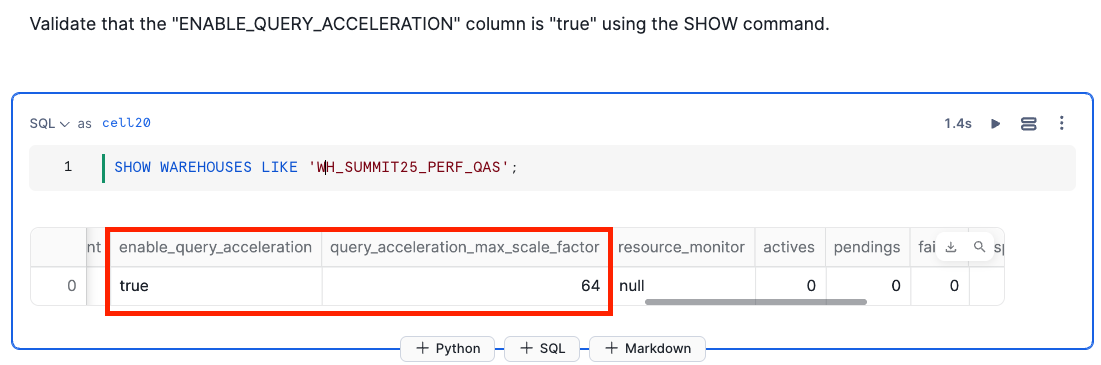 Validate that the "ENABLE_QUERY_ACCELERATION" column is "true" using the SHOW command.
SQL as cell20 1.4s
1 SHOW WAREHOUSES LIKE 'WH_SUMMIT25_PERF_QAS';
nt enable_query_acceleration query_acceleration_max_scale_factor resource_monitor actives pendings fai sp
0 true 64 null 0 0 0
+ Python + SQL + Markdown